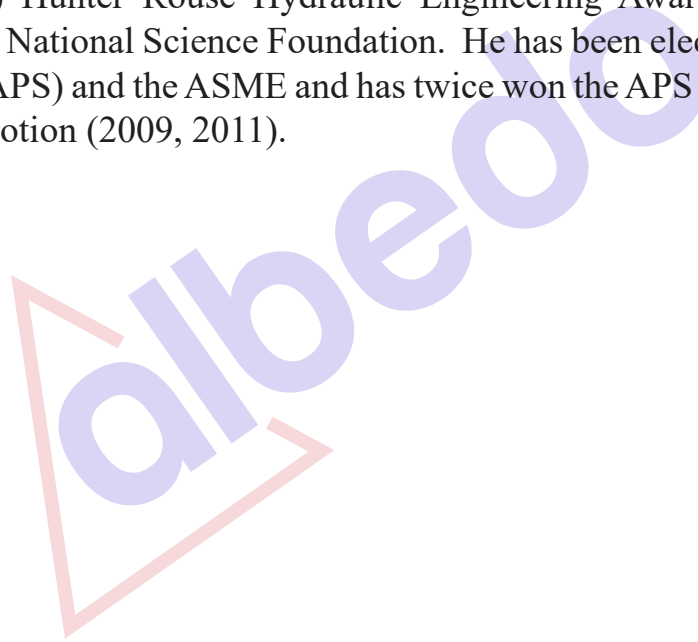 Hunter Rouse Hydraulic Engineering
National Science Foundation. He has been
APS) and the ASME and has twice won the APS
otion (2009, 2011).
albedo